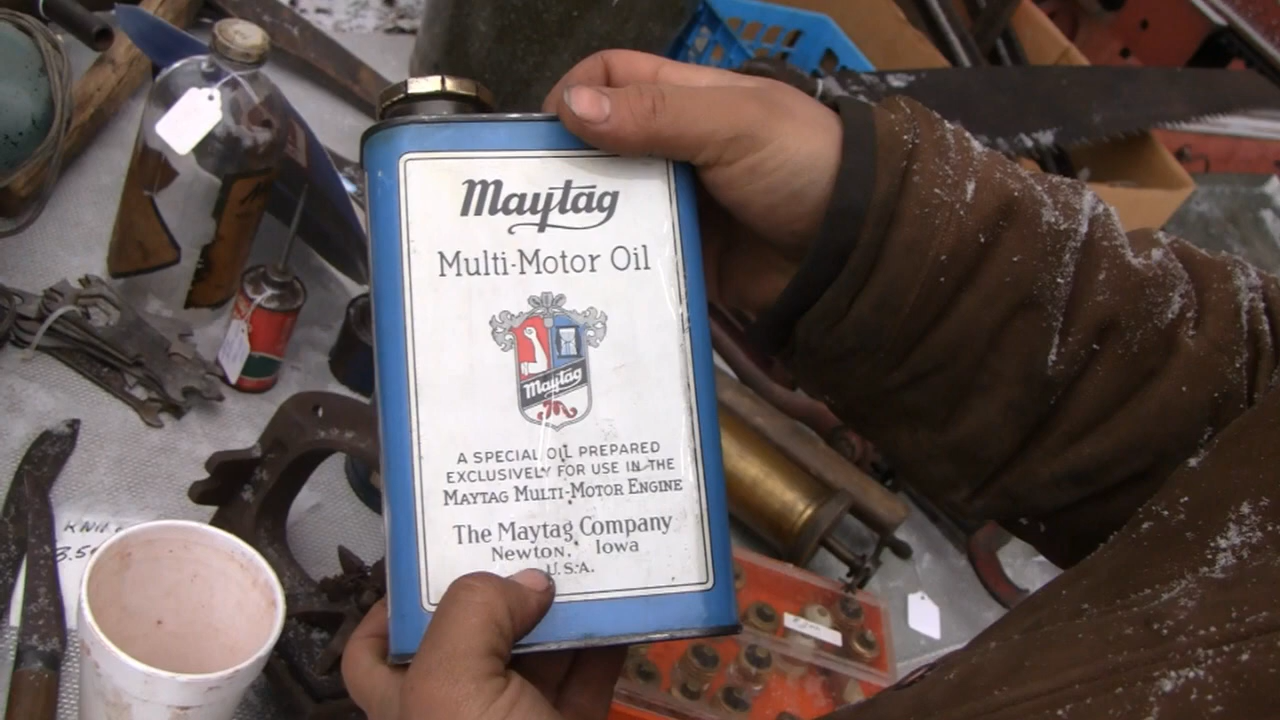 Maytag
Multi-Motor Oil
Maytag
A SPECIAL OIL PREPARED
EXCLUSIVELY FOR USE IN THE
MAYTAG MULTI-MOTOR ENGINE
The Maytag Company
NEWTON, IOWA
U.S.A.